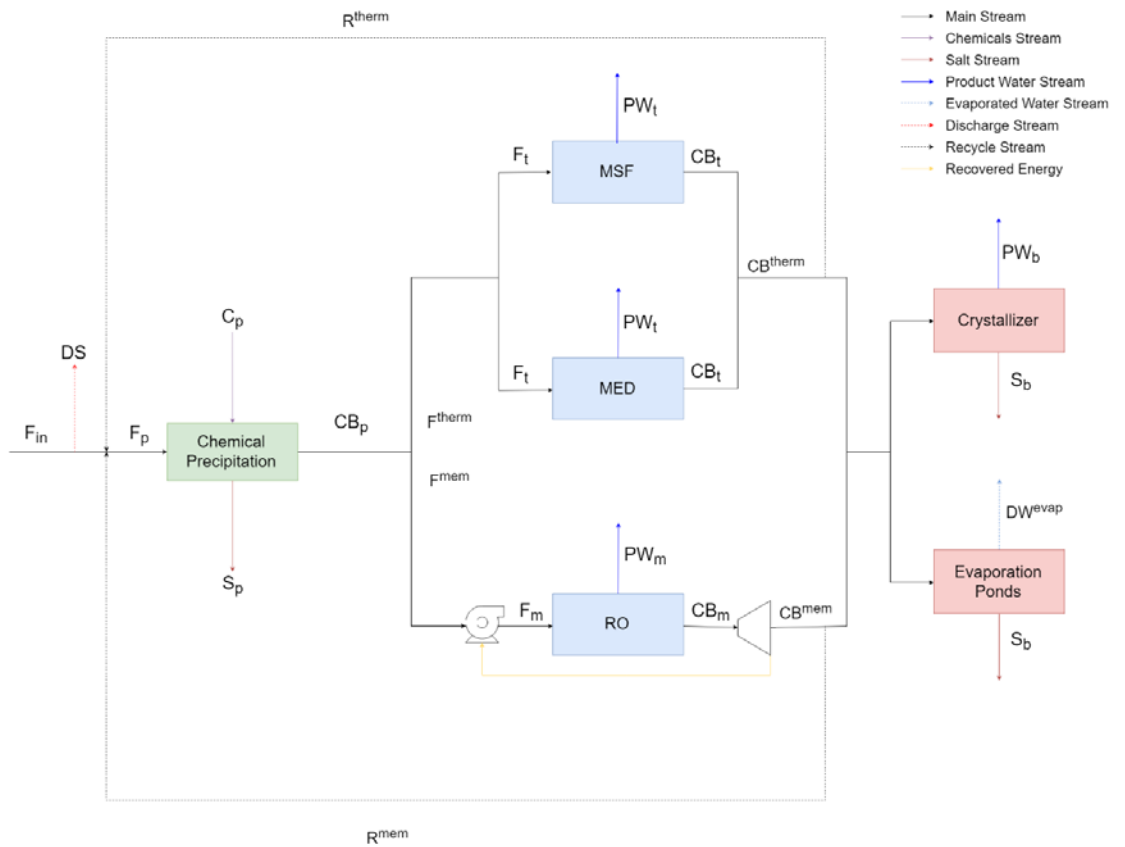 R^therm
Main Stream
Chemicals Stream
Salt Stream
Product Water Stream
Evaporated Water Stream
Discharge Stream
Recycle Stream
Recovered Energy
PW_t
F_t
MSF
CB_t
CB^therm
PW_b
Crystallizer
S_b
PW_t
F_t
MED
CB_t
C_p
DS
F_in
F_p
Chemical
Precipitation
CB_p
F^therm
F^mem
S_p
PW_m
F_m
RO
CB_m
CB^mem
DW^evap
Evaporation
Ponds
S_b
R^mem